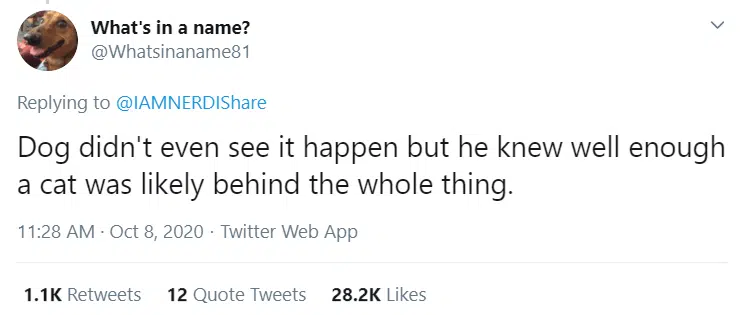 What's in a name?
@Whatsinaname81
Replying to @IAMNERDIShare
Dog didn't even see it happen but he knew well enough
a cat was likely behind the whole thing.
11:28 AM · Oct 8, 2020 · Twitter Web App
1.1K Retweets 12 Quote Tweets 28.2K Likes